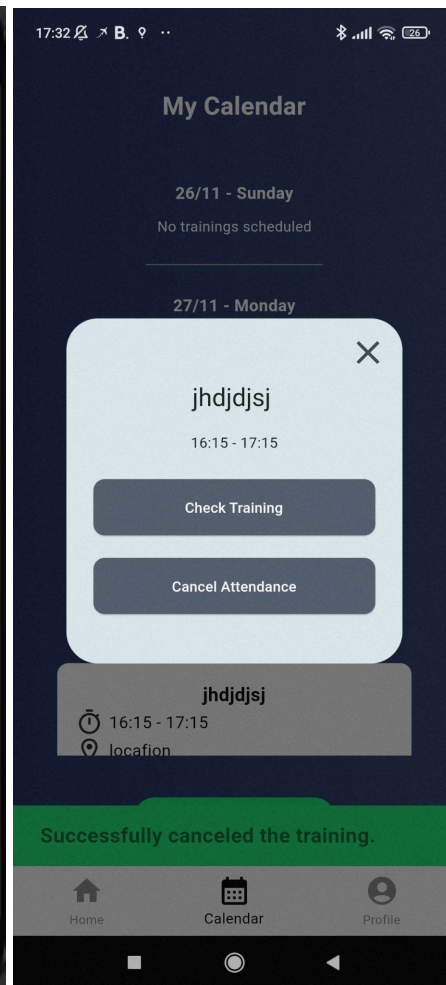 17:32 B. 26
My Calendar
26/11 - Sunday
No trainings scheduled
27/11 - Monday
jhdjdjsj
16:15 - 17:15
Check Training
Cancel Attendance
jhdjdjsj
16:15 - 17:15
locafion
Successfully canceled the training.
Home Calendar Profile